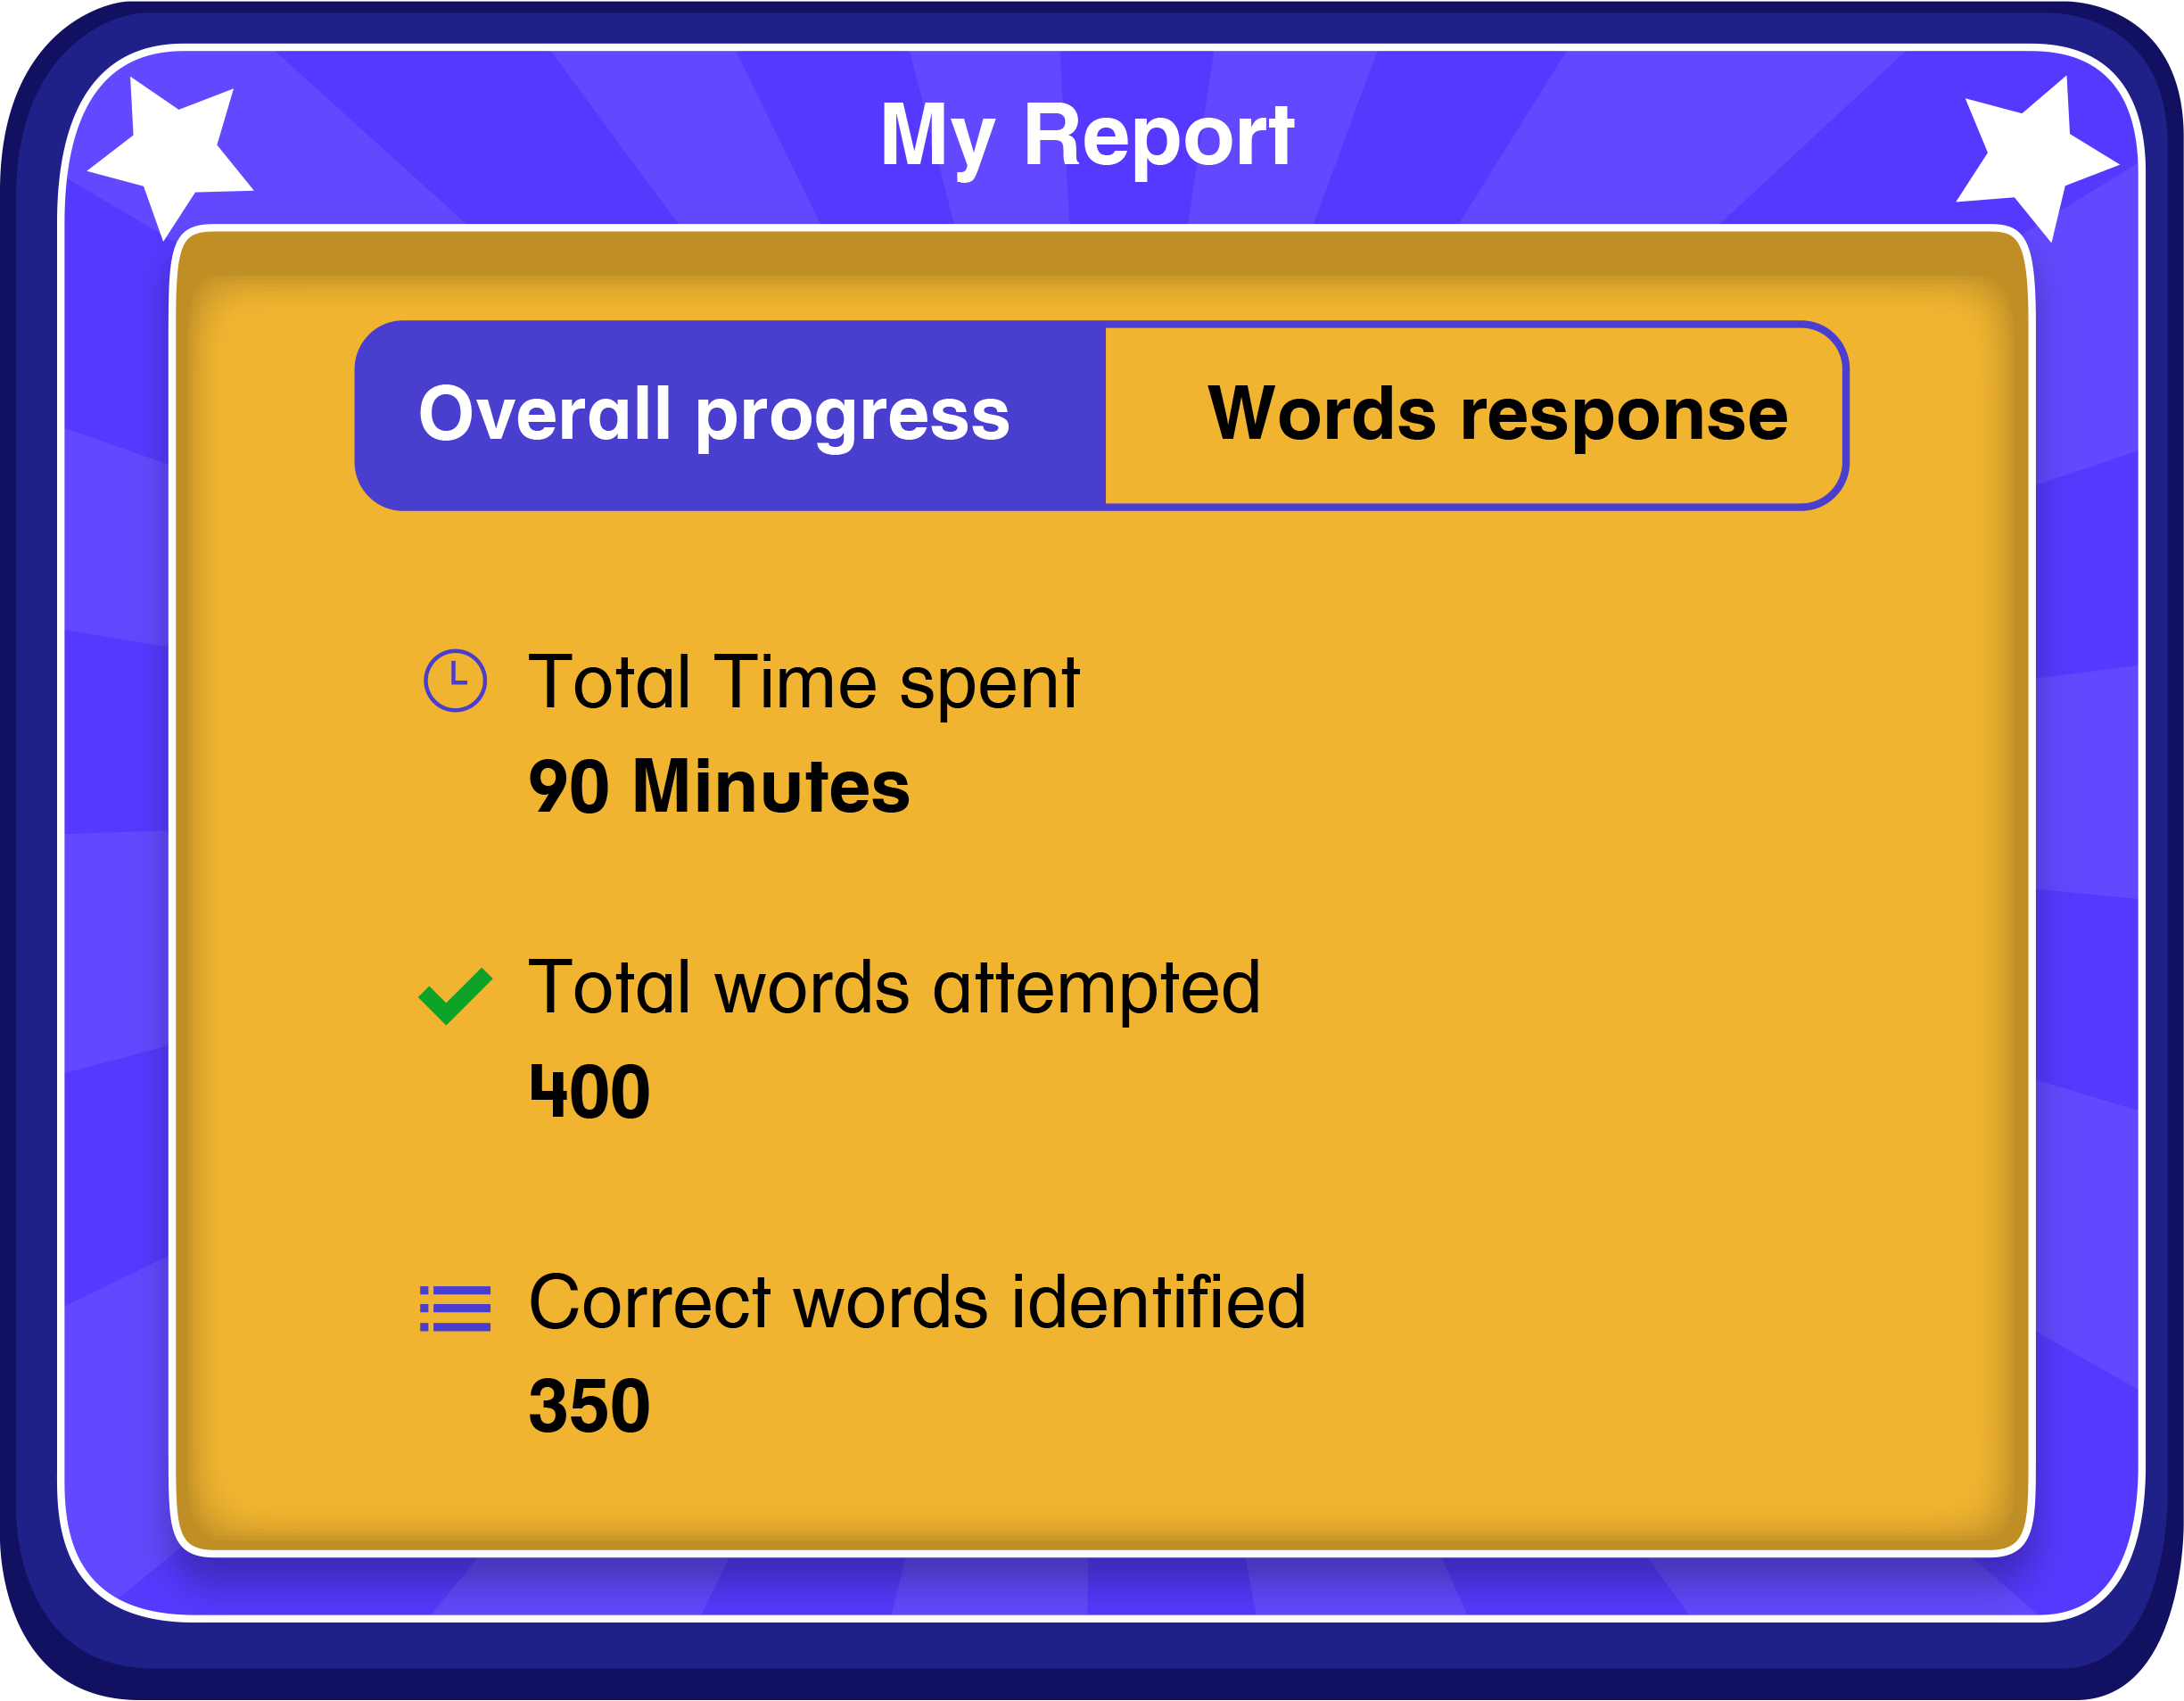 My Report
Overall progress
Words response
Total Time spent
90 Minutes
Total words attempted
400
Correct words identified
350